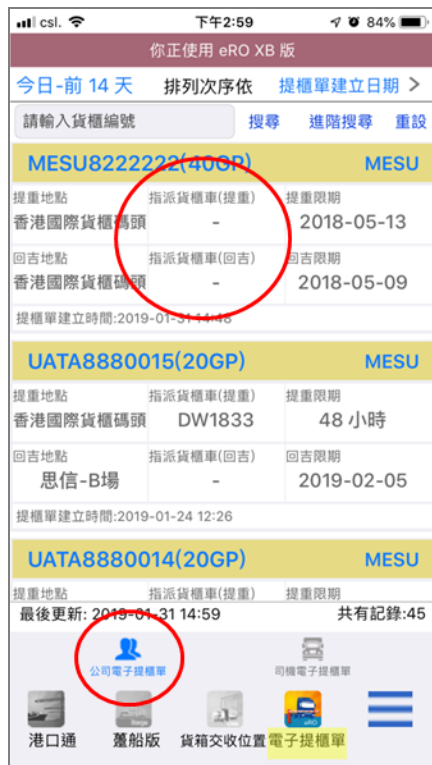 csl. 下午2:59 84%
你正使用 eRO XB 版
今日-前 14 天 排列次序依 提櫃單建立日期 >
請輸入貨櫃編號 搜尋 進階搜尋 重設
MESU8222222(40GP) MESU
提重地點 指派貨櫃車(提重) 提重限期
香港國際貨櫃碼頭 - 2018-05-13
回吉地點 指派貨櫃車(回吉) 回吉限期
香港國際貨櫃碼頭 - 2018-05-09
提櫃單建立時間:2019-01-31 14:48
UATA8880015(20GP) MESU
提重地點 指派貨櫃車(提重) 提重限期
香港國際貨櫃碼頭 DW1833 48 小時
回吉地點 指派貨櫃車(回吉) 回吉限期
思信-B場 - 2019-02-05
提櫃單建立時間:2019-01-24 12:26
UATA8880014(20GP) MESU
提重地點 指派貨櫃車(提重) 提重限期
最後更新: 2019-01-31 14:59 共有記錄:45
公司電子提櫃單 司機電子提櫃單
Barge eRO
港口通 躉船版 貨箱交收位置 電子提櫃單